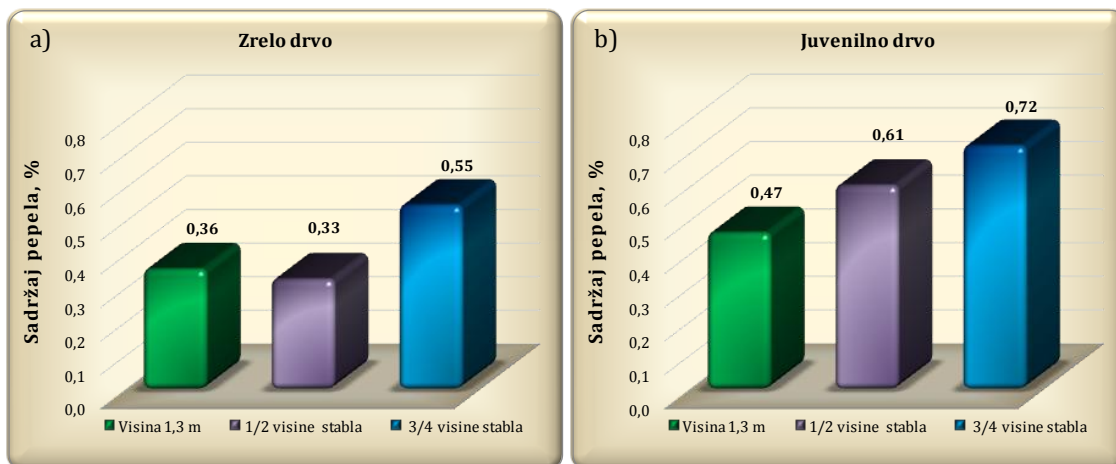 a)
Zrelo drvo
Sadržaj pepela, %
0,8
0,7
0,6
0,5
0,4
0,3
0,2
0,1
0,0
0,36
0,33
0,55
Visina 1,3 m
1/2 visine stabla
3/4 visine stabla
b)
Juvenilno drvo
Sadržaj pepela, %
0,8
0,7
0,6
0,5
0,4
0,3
0,2
0,1
0,0
0,47
0,61
0,72
Visina 1,3 m
1/2 visine stabla
3/4 visine stabla